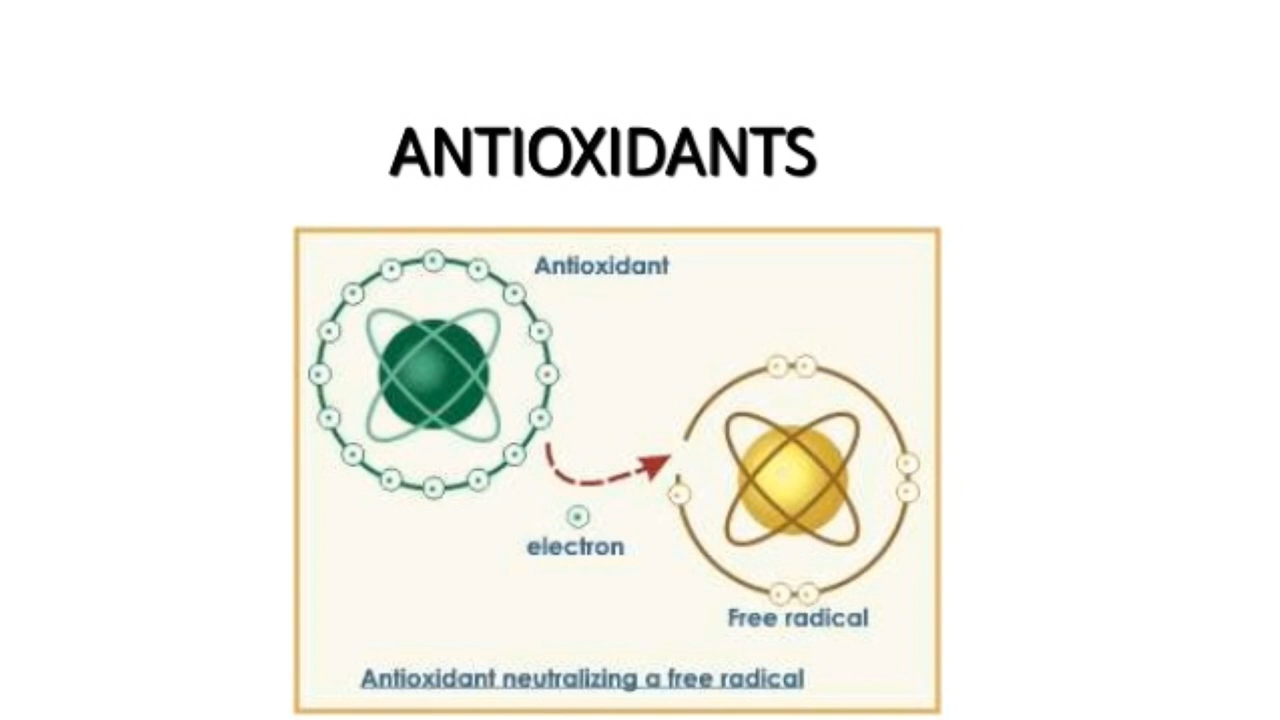 ANTIOXIDANTS
Antioxidant
electron
Free radical
Antioxidant neutralizing a free radical